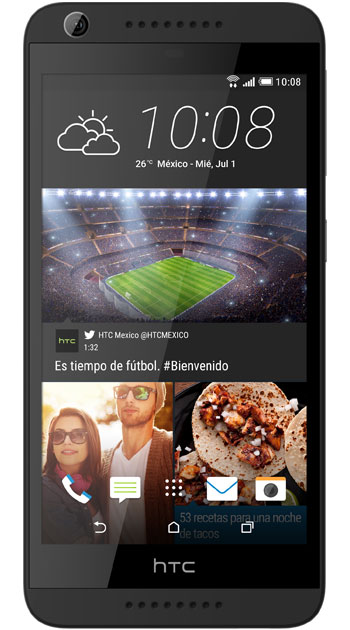 10:08
10:08
26°C México - Mié, Jul 1
hTC
HTC Mexico @HTCMEXICO
1:32
Es tiempo de fútbol. #Bienvenido
53 recetas para una noche
de tacos
hTC